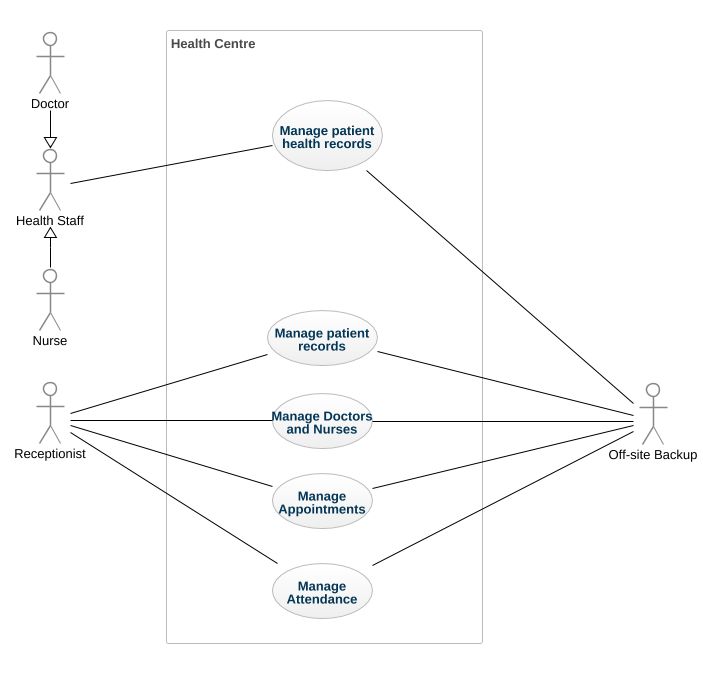 Health Centre
Doctor
Manage patient
health records
Health Staff
Nurse
Manage patient
records
Manage Doctors
and Nurses
Receptionist
Off-site Backup
Manage
Appointments
Manage
Attendance